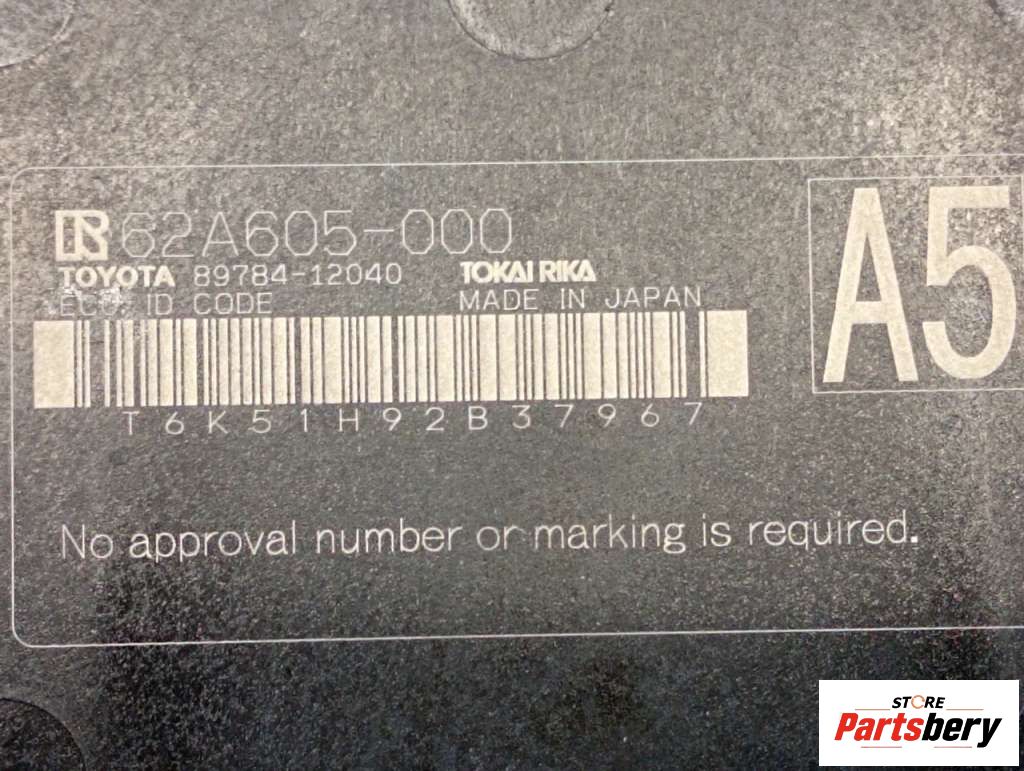 62A605-000
TOYOTA 89784-12040 TOKAI RIKA
ECU ID CODE MADE IN JAPAN
A5
T6K51H92B37967
No approval number or marking is required.
STORE
Partsbery